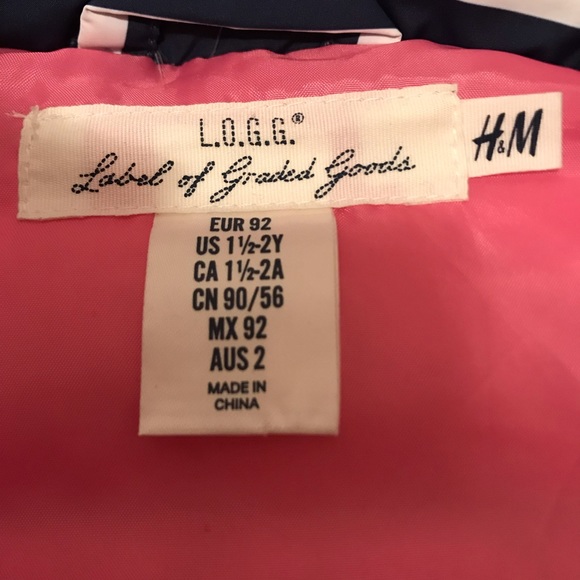 L.O.G.G.®
Label of Graded Goods
H&M
EUR 92
US 1½-2Y
CA 1½-2A
CN 90/56
MX 92
AUS 2
MADE IN
CHINA